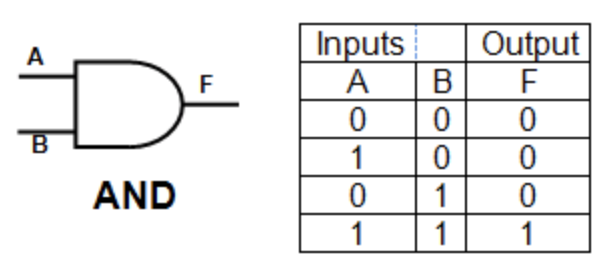 A
B
F
AND
Inputs Output
A B F
0 0 0
1 0 0
0 1 0
1 1 1